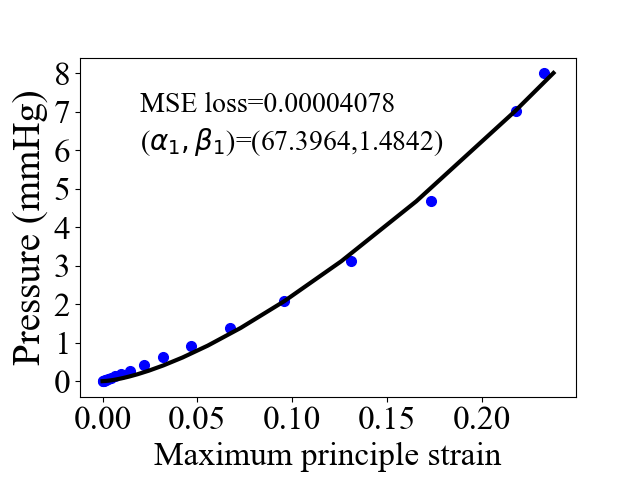 MSE loss=0.00004078
(α₁,β₁)=(67.3964,1.4842)
Pressure (mmHg)
8
7
6
5
4
3
2
1
0
0.00 0.05 0.10 0.15 0.20
Maximum principle strain